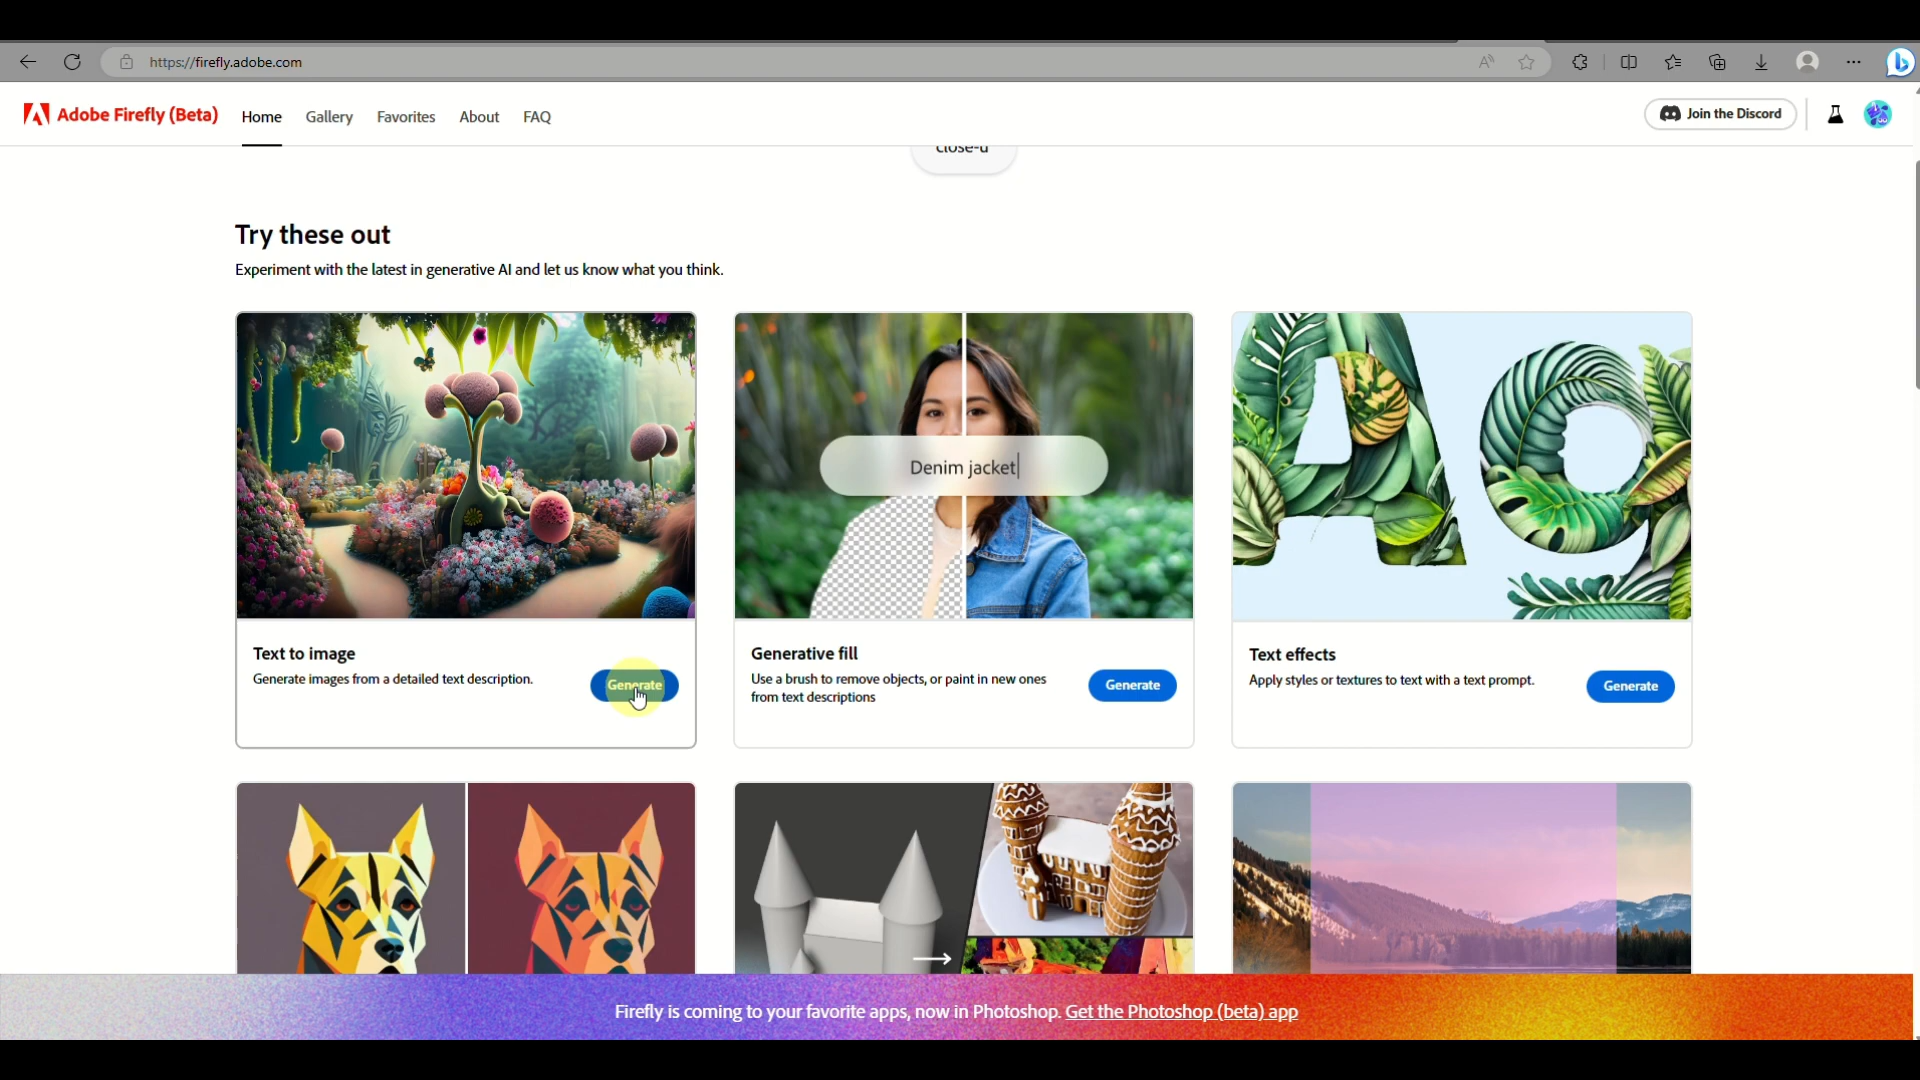 https://firefly.adobe.com
Adobe Firefly (Beta)
Home
Gallery
Favorites
About
FAQ
Join the Discord
close-u
Try these out
Experiment with the latest in generative AI and let us know what you think.
Denim jacket
Ag
Text to image
Generate images from a detailed text description.
Generate
Generative fill
Use a brush to remove objects, or paint in new ones
from text descriptions
Generate
Text effects
Apply styles or textures to text with a text prompt.
Generate
Firefly is coming to your favorite apps, now in Photoshop. Get the Photoshop (beta) app